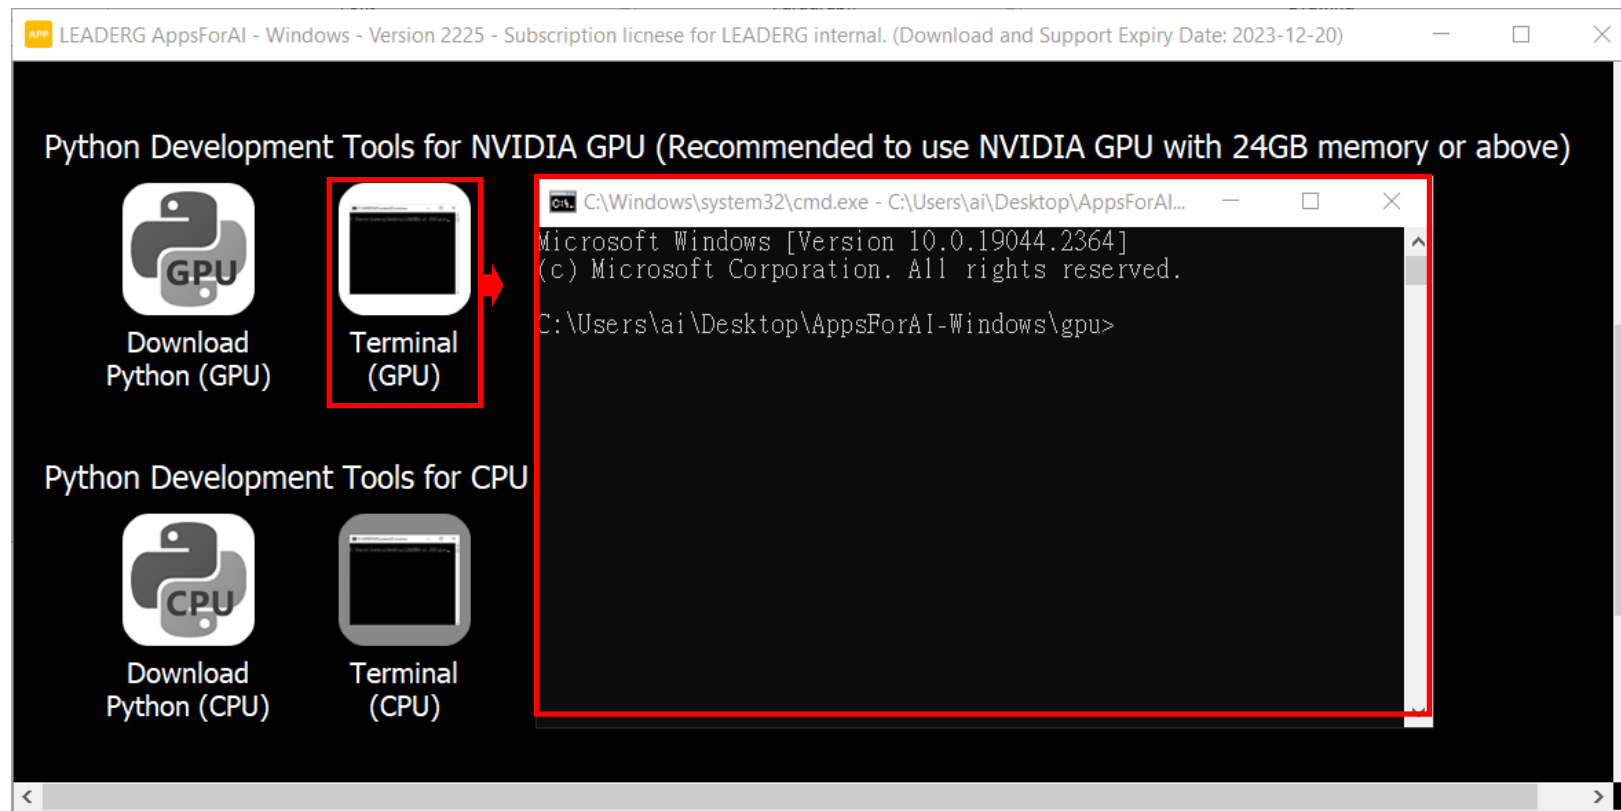 APP LEADERG AppsForAI - Windows - Version 2225 - Subscription licnese for LEADERG internal. (Download and Support Expiry Date: 2023-12-20)
Python Development Tools for NVIDIA GPU (Recommended to use NVIDIA GPU with 24GB memory or above)
GPU
Download
Python (GPU)
Terminal
(GPU)
C:\Windows\system32\cmd.exe - C:\Users\ai\Desktop\AppsForAI...
Microsoft Windows [Version 10.0.19044.2364]
(c) Microsoft Corporation. All rights reserved.
C:\Users\ai\Desktop\AppsForAI-Windows\gpu>
Python Development Tools for CPU
CPU
Download
Python (CPU)
Terminal
(CPU)